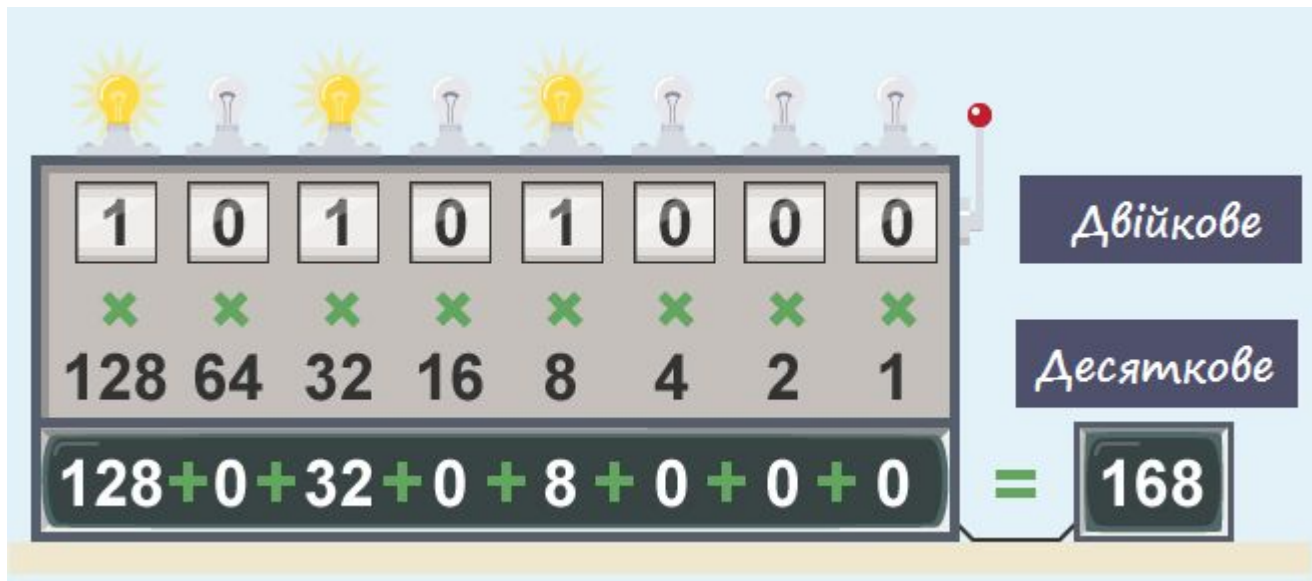 1 0 1 0 1 0 0 0
Двійкове
× × × × × × × ×
128 64 32 16 8 4 2 1
Десяткове
128+0+32+0+8+0+0+0 = 168